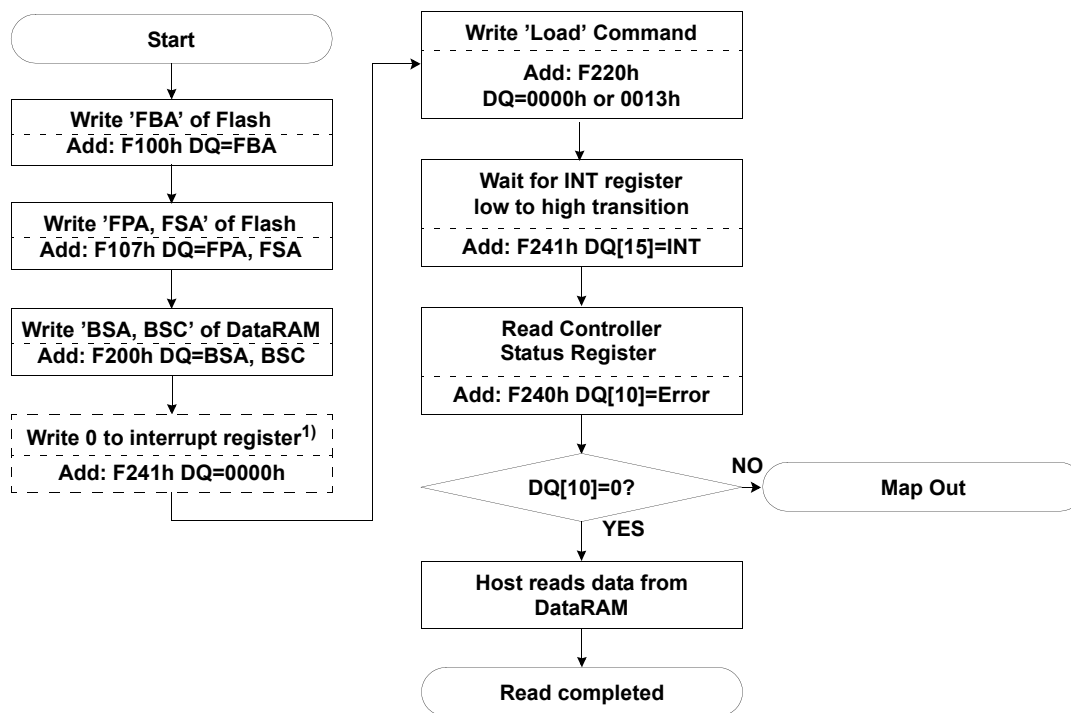 Start
Write ’FBA’ of Flash
Add: F100h DQ=FBA
Write ’FPA, FSA’ of Flash
Add: F107h DQ=FPA, FSA
Write ’BSA, BSC’ of DataRAM
Add: F200h DQ=BSA, BSC
Write 0 to interrupt register1)
Add: F241h DQ=0000h
Write ’Load’ Command
Add: F220h
DQ=0000h or 0013h
Wait for INT register
low to high transition
Add: F241h DQ[15]=INT
Read Controller
Status Register
Add: F240h DQ[10]=Error
DQ[10]=0?
NO
Map Out
YES
Host reads data from
DataRAM
Read completed